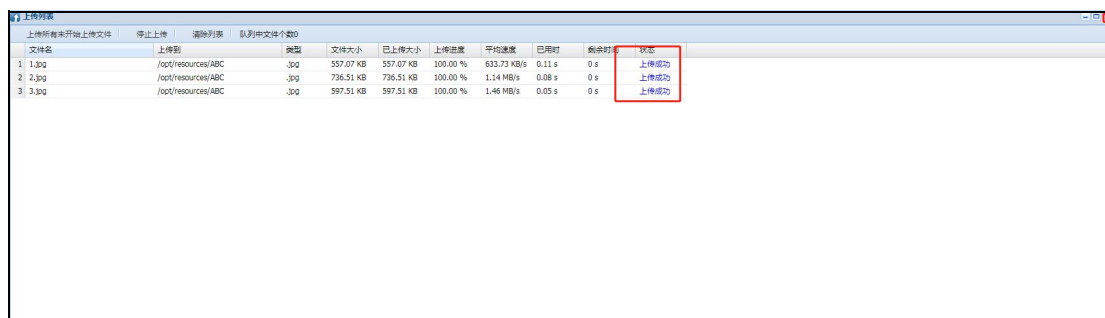 上传列表
上传所有未开始上传文件 停止上传 清除列表 队列中文件个数0
文件名 上传到 类型 文件大小 已上传大小 上传进度 平均速度 已用时 剩余时间 状态
1 1.jpg /opt/resources/ABC .jpg 557.07 KB 557.07 KB 100.00 % 633.73 KB/s 0.11 s 0 s 上传成功
2 2.jpg /opt/resources/ABC .jpg 736.51 KB 736.51 KB 100.00 % 1.14 MB/s 0.08 s 0 s 上传成功
3 3.jpg /opt/resources/ABC .jpg 597.51 KB 597.51 KB 100.00 % 1.46 MB/s 0.05 s 0 s 上传成功